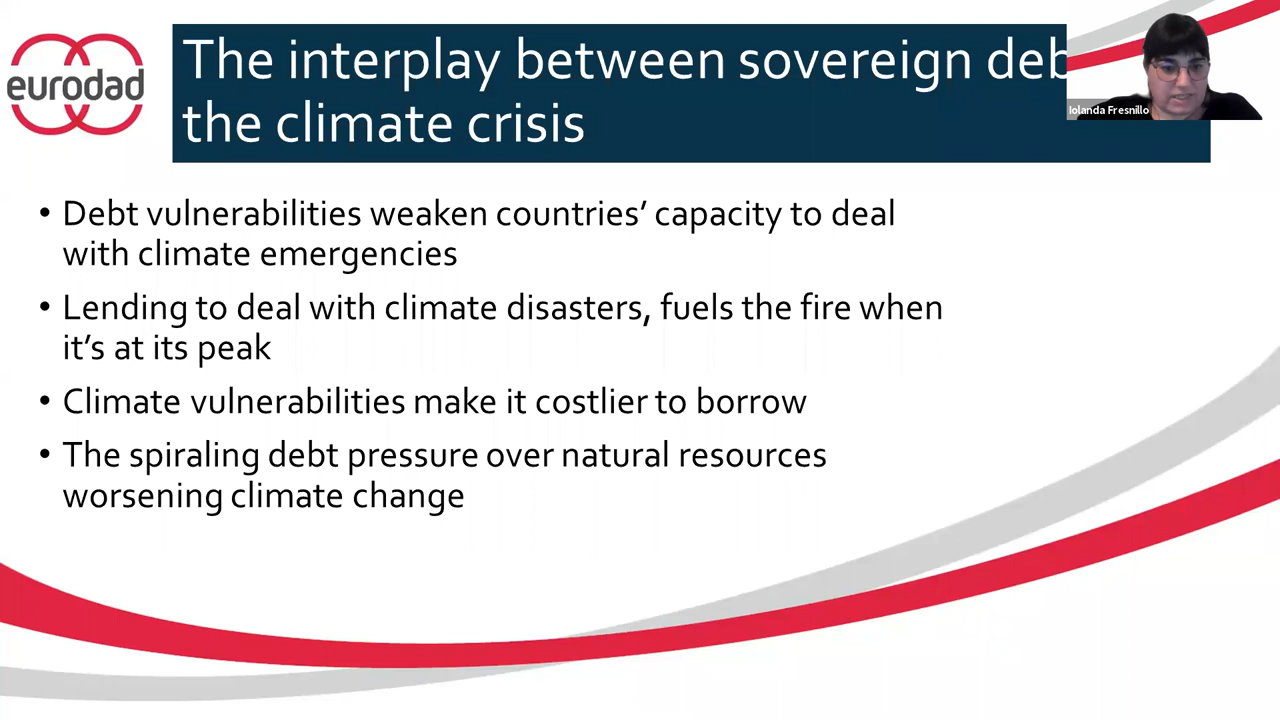 eurodad
The interplay between sovereign deb
the climate crisis
Iolanda Fresnillo
• Debt vulnerabilities weaken countries’ capacity to deal
with climate emergencies
• Lending to deal with climate disasters, fuels the fire when
it’s at its peak
• Climate vulnerabilities make it costlier to borrow
• The spiraling debt pressure over natural resources
worsening climate change